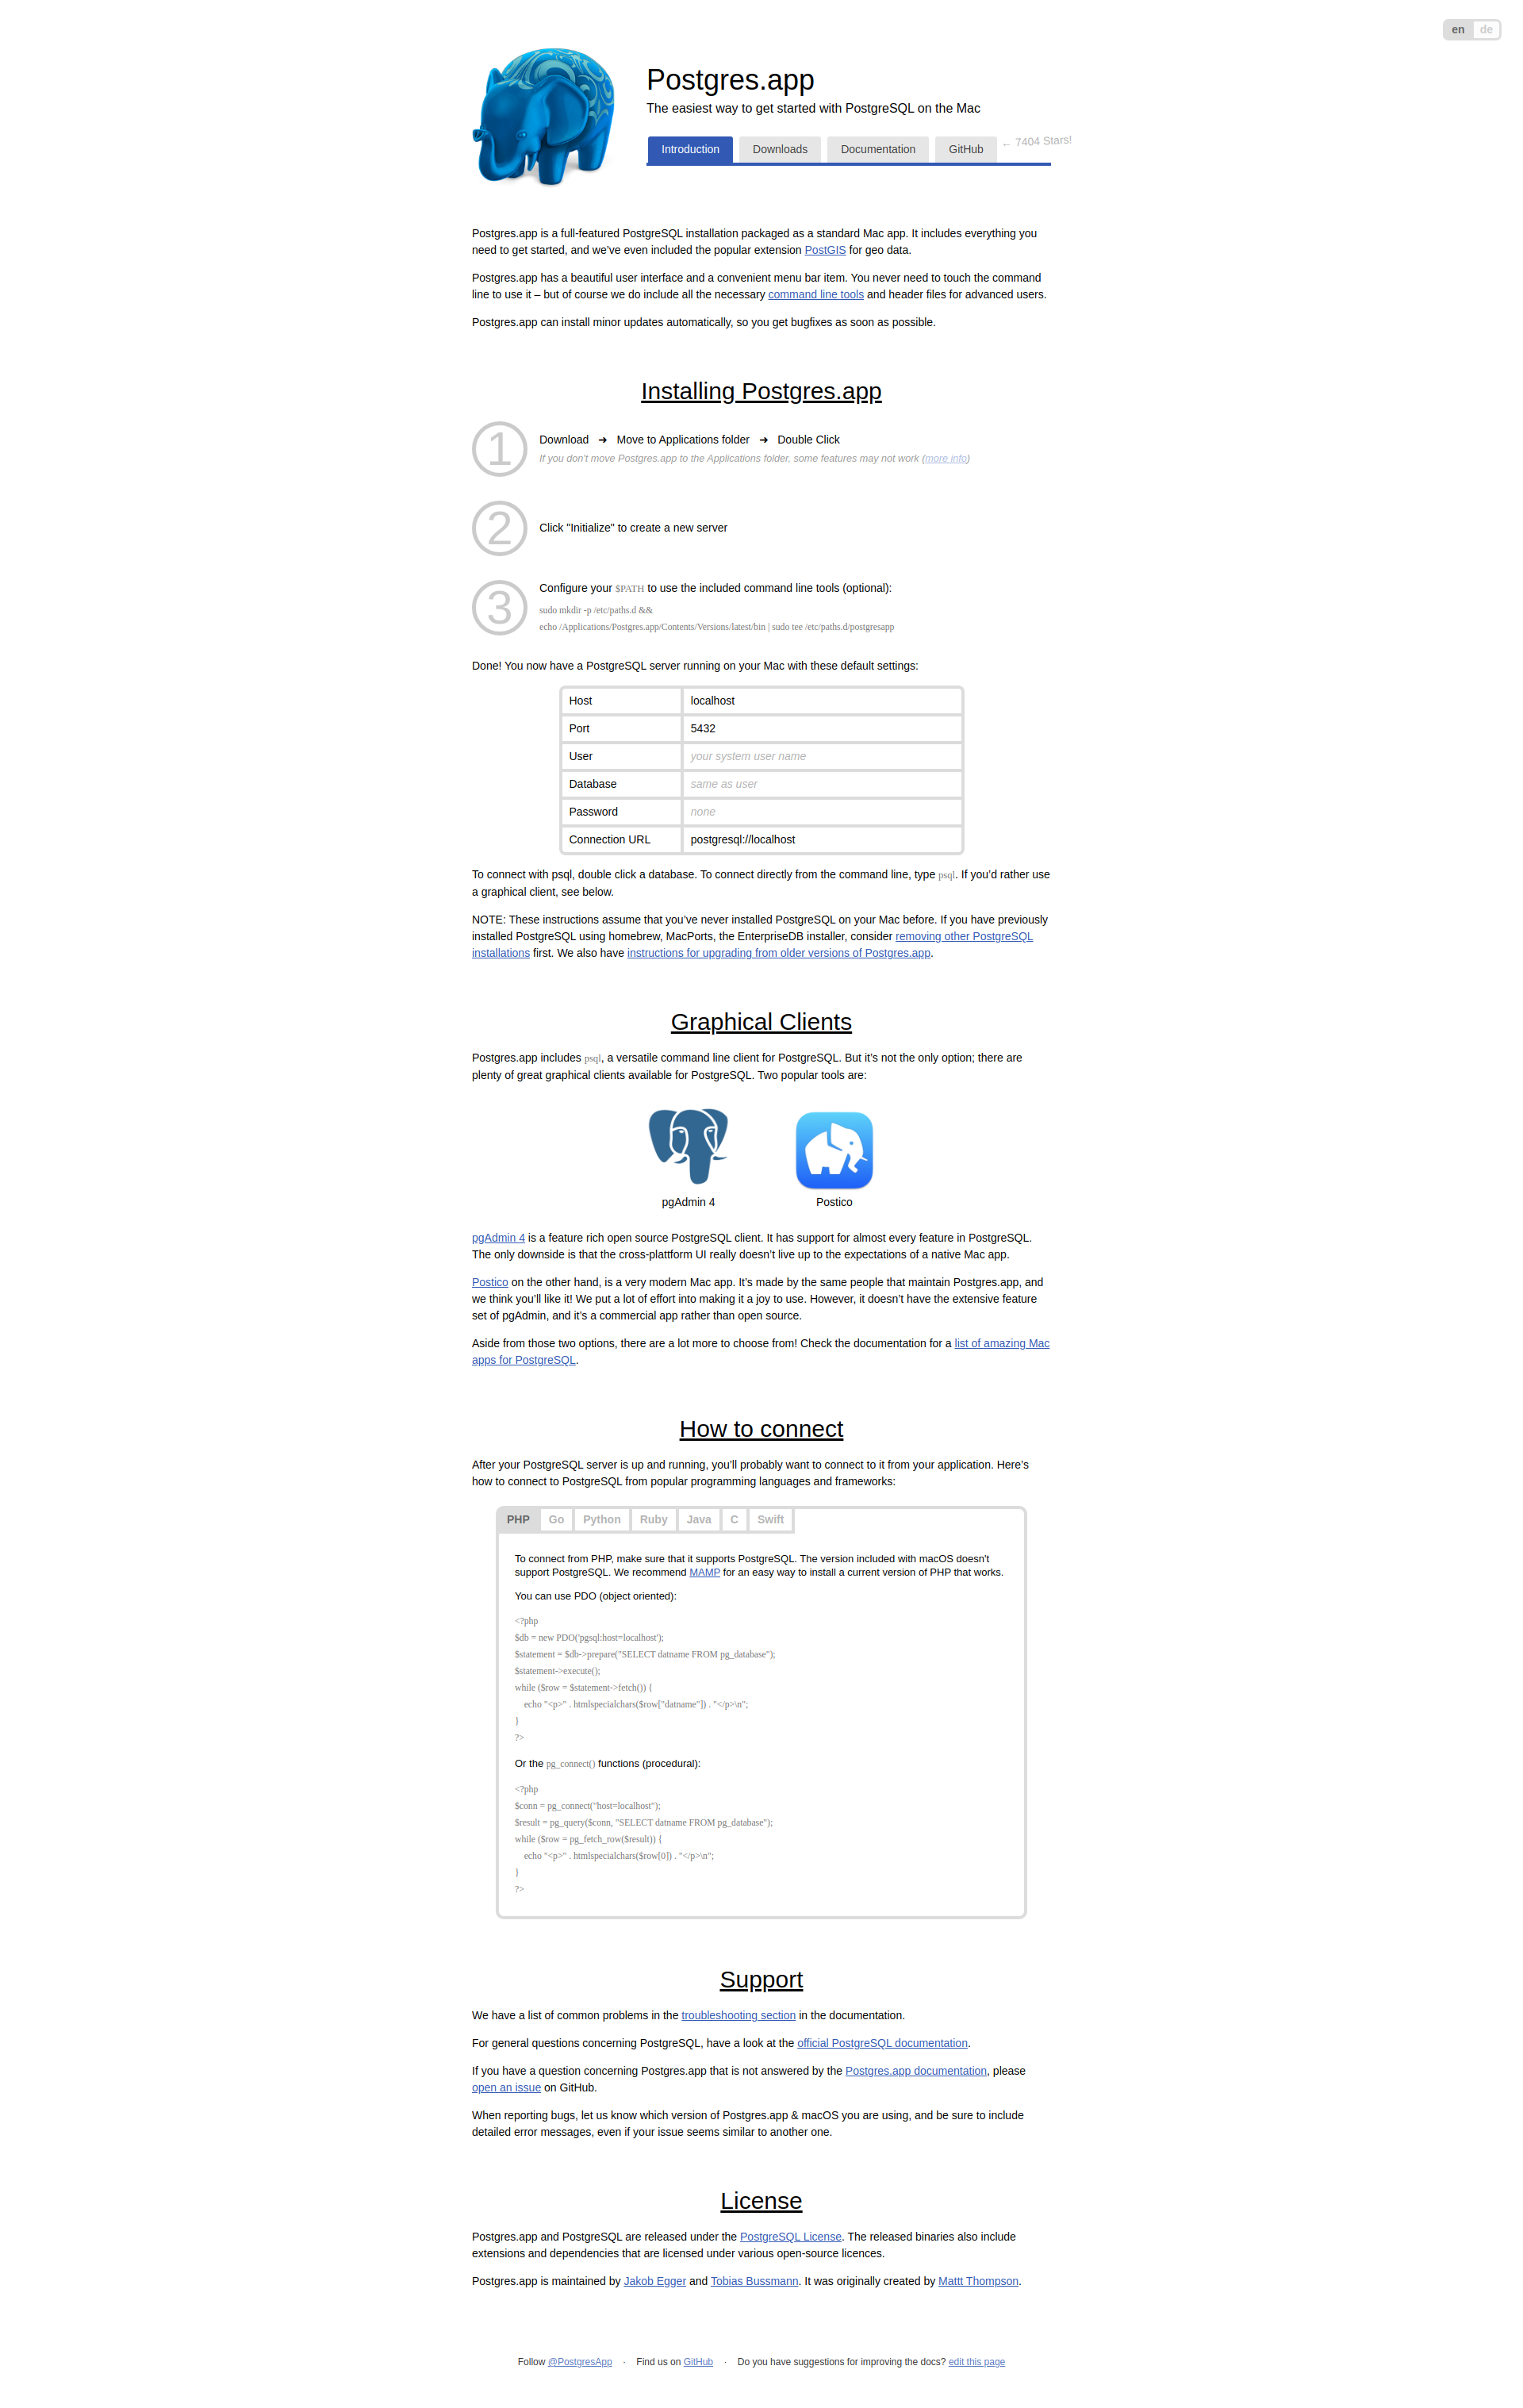 en de
Postgres.app
The easiest way to get started with PostgreSQL on the Mac
Introduction Downloads Documentation GitHub ← 7404 Stars!
Postgres.app is a full-featured PostgreSQL installation packaged as a standard Mac app. It includes everything you
need to get started, and we’ve even included the popular extension PostGIS for geo data.
Postgres.app has a beautiful user interface and a convenient menu bar item. You never need to touch the command
line to use it – but of course we do include all the necessary command line tools and header files for advanced users.
Postgres.app can install minor updates automatically, so you get bugfixes as soon as possible.
Installing Postgres.app
1
Download ➜ Move to Applications folder ➜ Double Click
If you don't move Postgres.app to the Applications folder, some features may not work (more info)
2
Click "Initialize" to create a new server
3
Configure your $PATH to use the included command line tools (optional):
sudo mkdir -p /etc/paths.d &&
echo /Applications/Postgres.app/Contents/Versions/latest/bin | sudo tee /etc/paths.d/postgresapp
Done! You now have a PostgreSQL server running on your Mac with these default settings:
Host localhost
Port 5432
User your system user name
Database same as user
Password none
Connection URL postgresql://localhost
To connect with psql, double click a database. To connect directly from the command line, type psql. If you’d rather use
a graphical client, see below.
NOTE: These instructions assume that you’ve never installed PostgreSQL on your Mac before. If you have previously
installed PostgreSQL using homebrew, MacPorts, the EnterpriseDB installer, consider removing other PostgreSQL
installations first. We also have instructions for upgrading from older versions of Postgres.app.
Graphical Clients
Postgres.app includes psql, a versatile command line client for PostgreSQL. But it’s not the only option; there are
plenty of great graphical clients available for PostgreSQL. Two popular tools are:
pgAdmin 4 Postico
pgAdmin 4 is a feature rich open source PostgreSQL client. It has support for almost every feature in PostgreSQL.
The only downside is that the cross-plattform UI really doesn’t live up to the expectations of a native Mac app.
Postico on the other hand, is a very modern Mac app. It’s made by the same people that maintain Postgres.app, and
we think you’ll like it! We put a lot of effort into making it a joy to use. However, it doesn’t have the extensive feature
set of pgAdmin, and it’s a commercial app rather than open source.
Aside from those two options, there are a lot more to choose from! Check the documentation for a list of amazing Mac
apps for PostgreSQL.
How to connect
After your PostgreSQL server is up and running, you’ll probably want to connect to it from your application. Here’s
how to connect to PostgreSQL from popular programming languages and frameworks:
PHP Go Python Ruby Java C Swift
To connect from PHP, make sure that it supports PostgreSQL. The version included with macOS doesn't
support PostgreSQL. We recommend MAMP for an easy way to install a current version of PHP that works.
You can use PDO (object oriented):
<?php
$db = new PDO('pgsql:host=localhost');
$statement = $db->prepare("SELECT datname FROM pg_database");
$statement->execute();
while ($row = $statement->fetch()) {
echo "<p>" . htmlspecialchars($row["datname"]) . "</p>\n";
}
?>
Or the pg_connect() functions (procedural):
<?php
$conn = pg_connect("host=localhost");
$result = pg_query($conn, "SELECT datname FROM pg_database");
while ($row = pg_fetch_row($result)) {
echo "<p>" . htmlspecialchars($row[0]) . "</p>\n";
}
?>
Support
We have a list of common problems in the troubleshooting section in the documentation.
For general questions concerning PostgreSQL, have a look at the official PostgreSQL documentation.
If you have a question concerning Postgres.app that is not answered by the Postgres.app documentation, please
open an issue on GitHub.
When reporting bugs, let us know which version of Postgres.app & macOS you are using, and be sure to include
detailed error messages, even if your issue seems similar to another one.
License
Postgres.app and PostgreSQL are released under the PostgreSQL License. The released binaries also include
extensions and dependencies that are licensed under various open-source licences.
Postgres.app is maintained by Jakob Egger and Tobias Bussmann. It was originally created by Mattt Thompson.
Follow @PostgresApp · Find us on GitHub · Do you have suggestions for improving the docs? edit this page